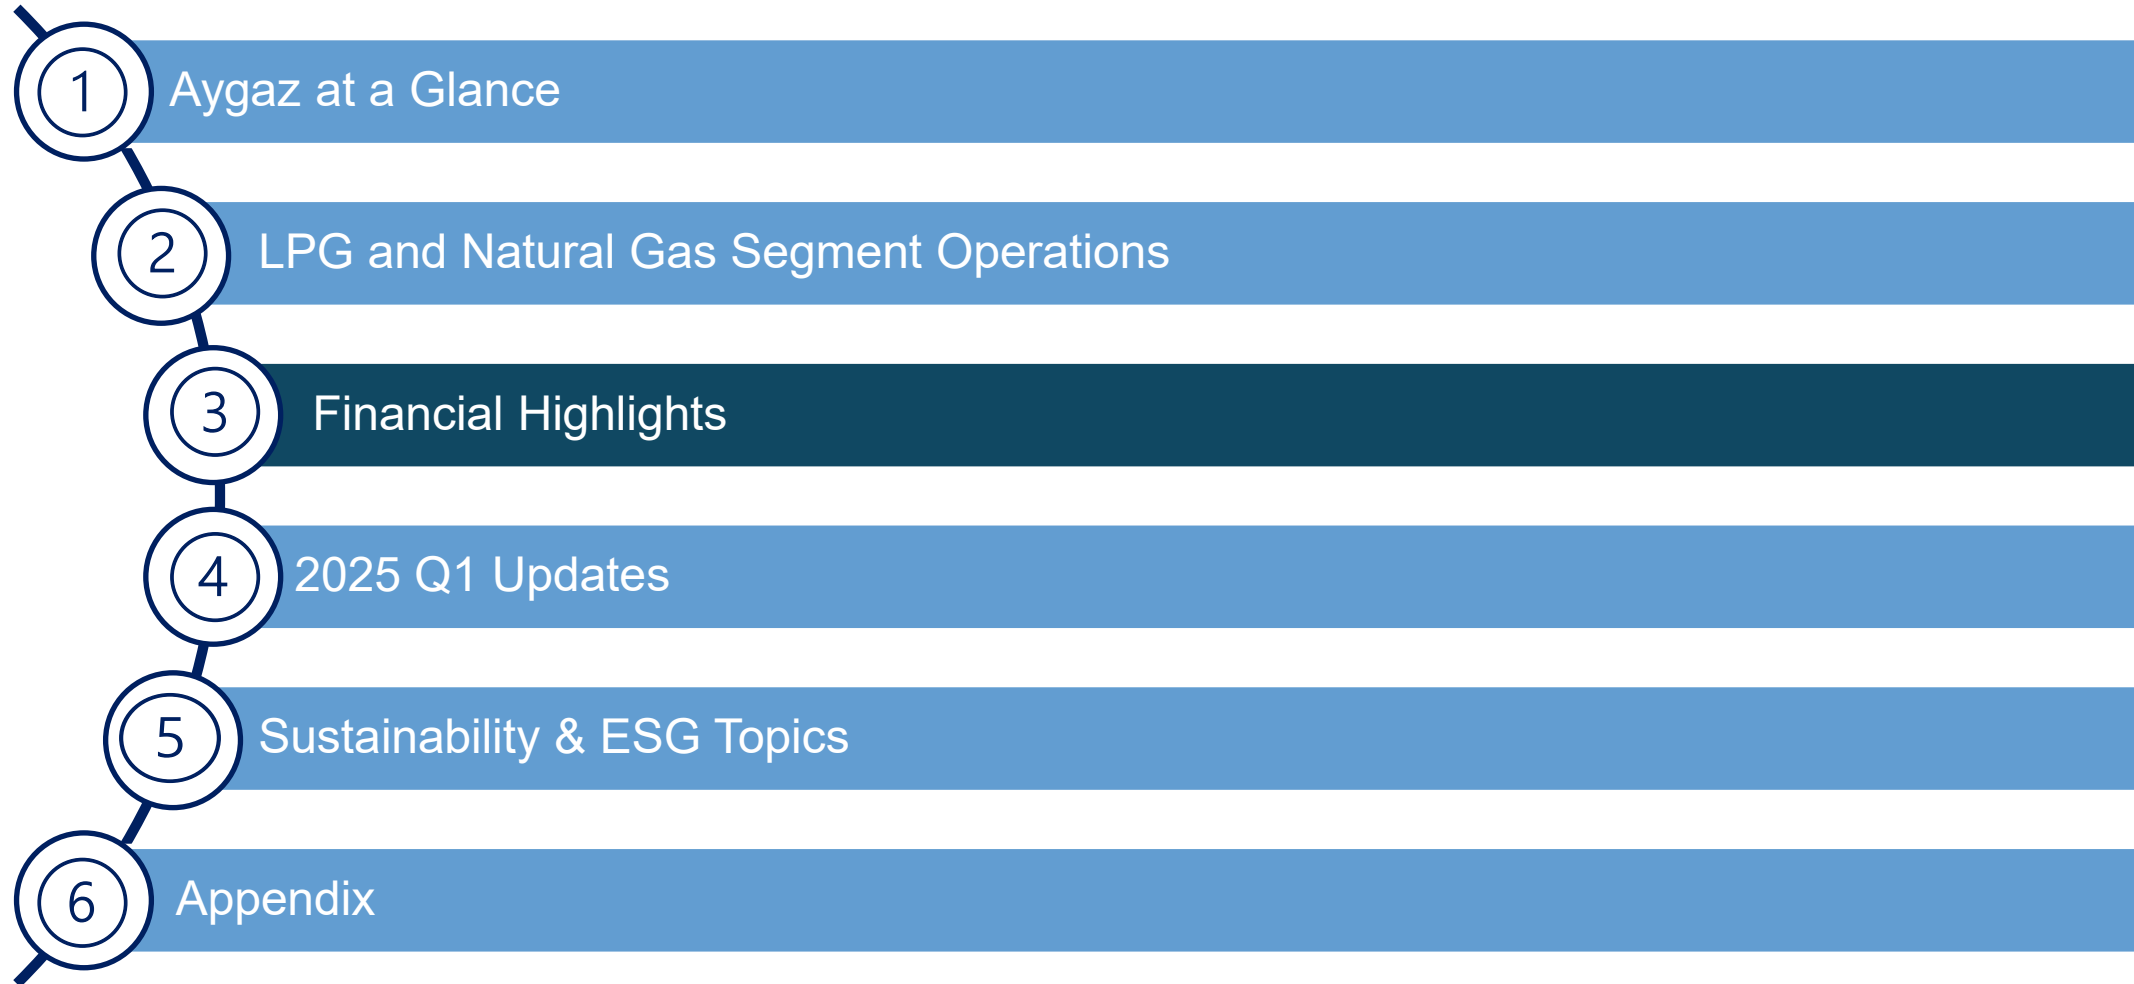 1 Aygaz at a Glance
2 LPG and Natural Gas Segment Operations
3 Financial Highlights
4 2025 Q1 Updates
5 Sustainability & ESG Topics
6 Appendix